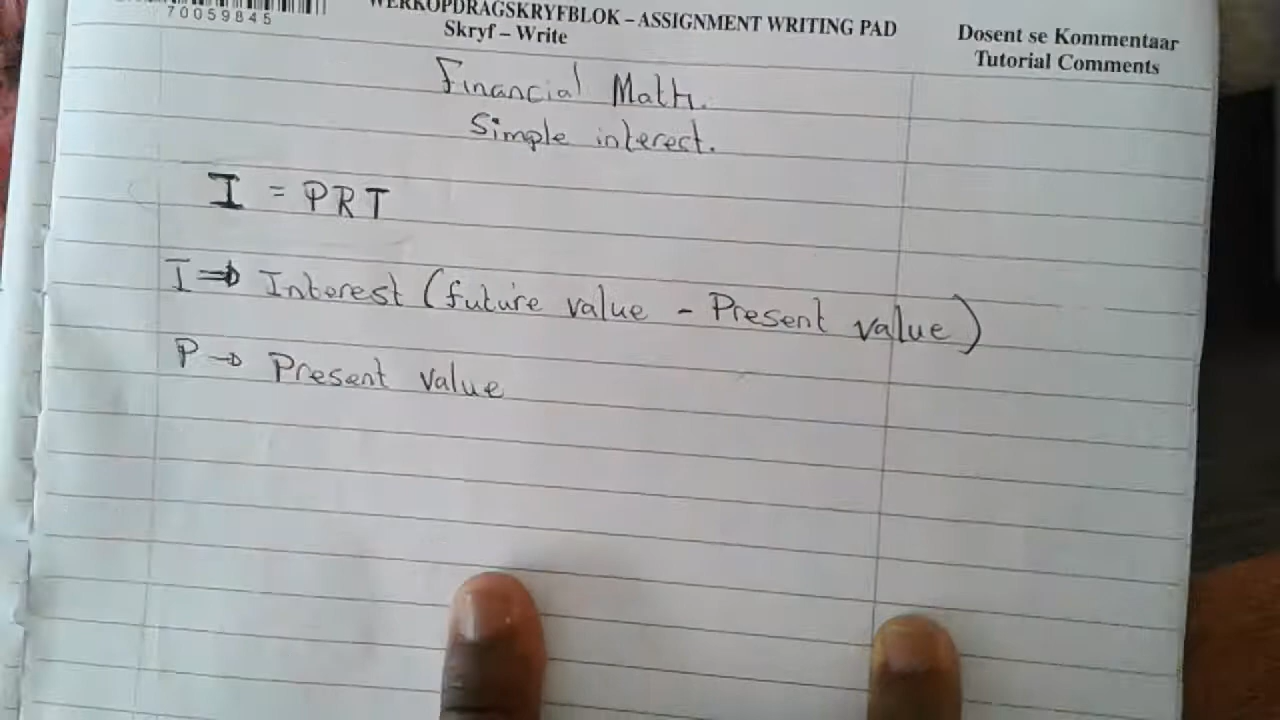 70059845
WERKOPDRAGSKRYFBLOK – ASSIGNMENT WRITING PAD
Skryf – Write
Dosent se Kommentaar
Tutorial Comments
Financial Math.
Simple interest.
I = PRT
I ⇒ Interest (future value - Present value)
P → Present value